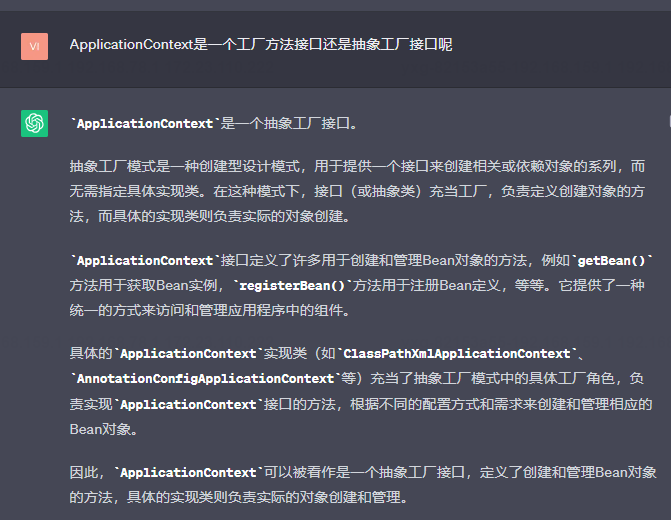 VI
ApplicationContext是一个工厂方法接口还是抽象工厂接口呢
`ApplicationContext`是一个抽象工厂接口。
抽象工厂模式是一种创建型设计模式，用于提供一个接口来创建相关或依赖对象的系列，而
无需指定具体实现类。在这种模式下，接口（或抽象类）充当工厂，负责定义创建对象的方
法，而具体的实现类则负责实际的对象创建。
`ApplicationContext`接口定义了许多用于创建和管理Bean对象的方法，例如`getBean()`
方法用于获取Bean实例，`registerBean()`方法用于注册Bean定义，等等。它提供了一种
统一的方式来访问和管理应用程序中的组件。
具体的`ApplicationContext`实现类（如`ClassPathXmlApplicationContext`、
`AnnotationConfigApplicationContext`等）充当了抽象工厂模式中的具体工厂角色，负
责实现`ApplicationContext`接口的方法，根据不同的配置方式和需求来创建和管理相应的
Bean对象。
因此，`ApplicationContext`可以被看作是一个抽象工厂接口，定义了创建和管理Bean对象
的方法，具体的实现类则负责实际的对象创建和管理。